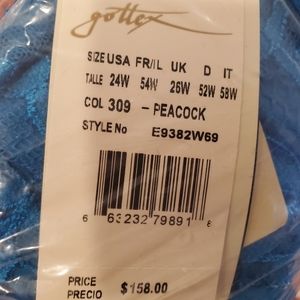 gottex
SIZE USA FR/IL UK D IT
TALLE 24W 54W 26W 52W 58W
COL 309 - PEACOCK
STYLE No E9382W69
6 63232 79891 6
PRICE
PRECIO $158.00